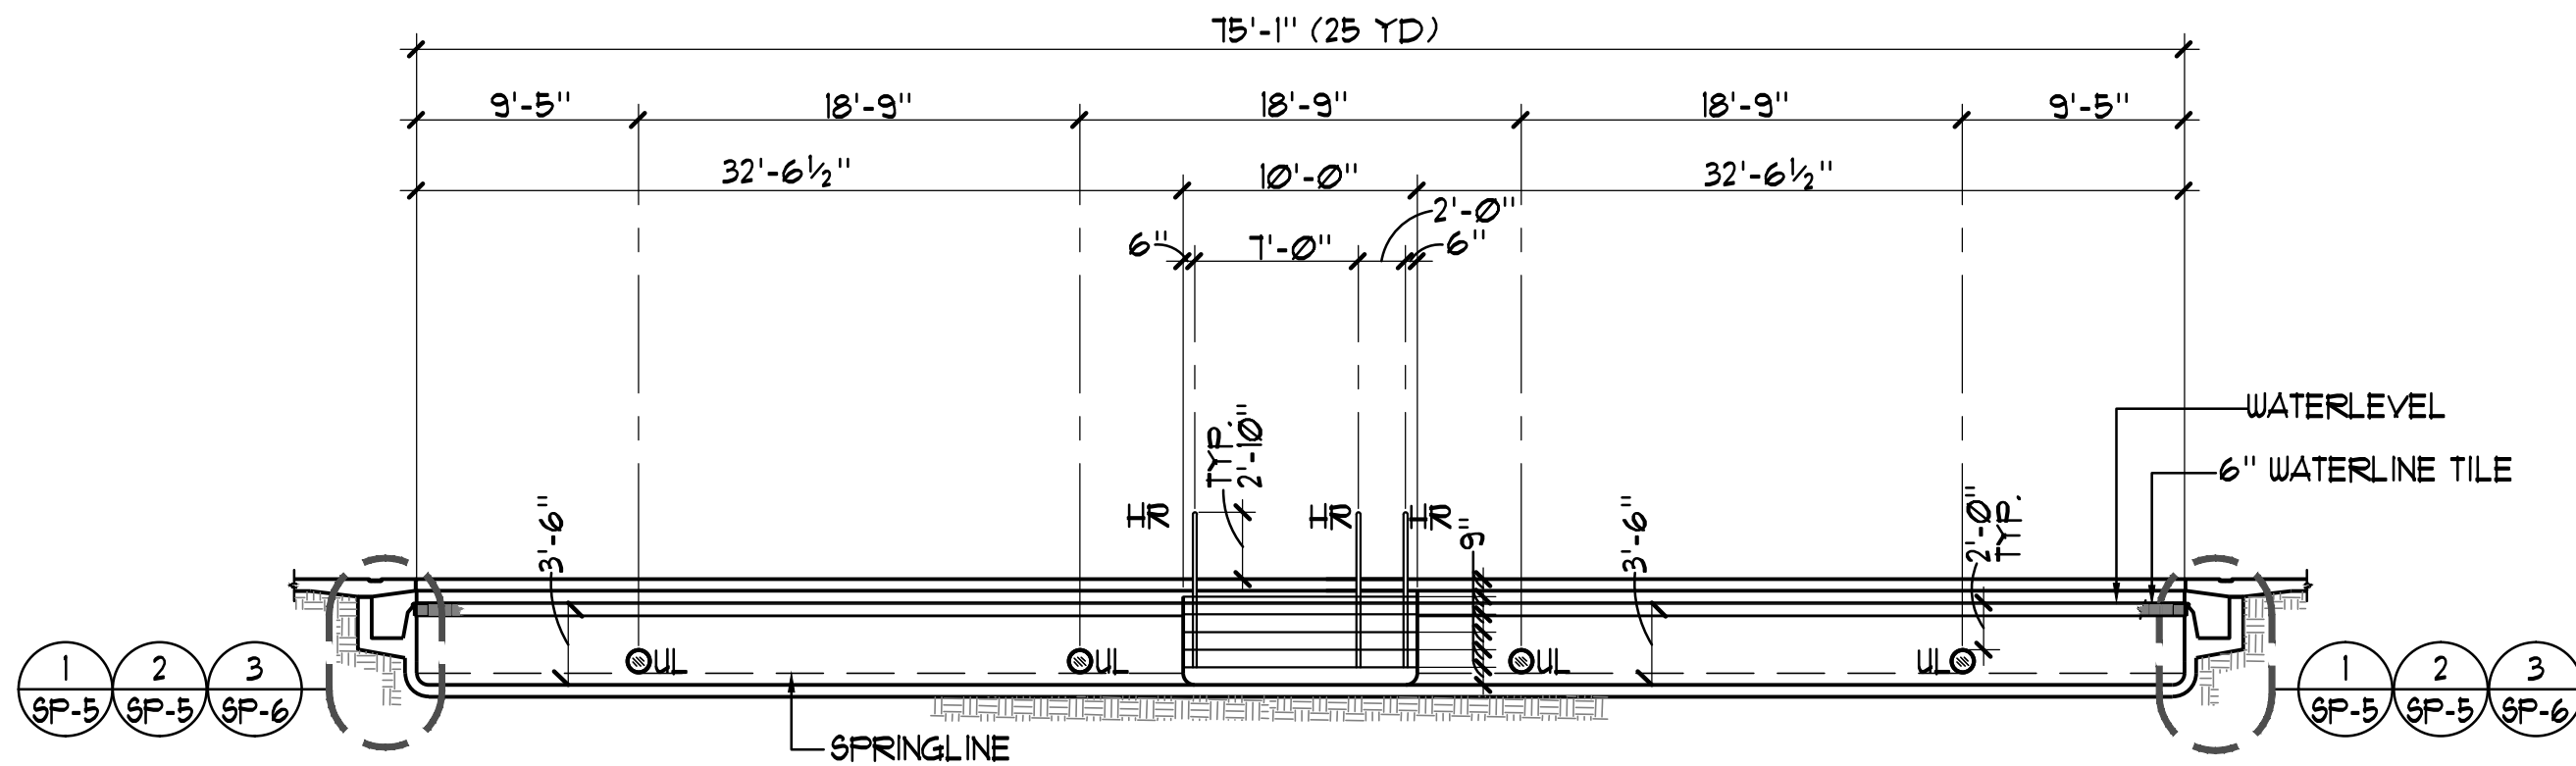 75'-1" (25 YD)
9'-5" 18'-9" 18'-9" 18'-9" 9'-5"
32'-6½" 10'-0" 32'-6½"
2'-0"
6" 7'-0" 6"
WATERLEVEL
6" WATERLINE TILE
TYP.
2'-10"
HR HR HR
9"
3'-6" 3'-6"
2'-0"
TYP.
UL UL UL UL
1 2 3 1 2 3
SP-5 SP-5 SP-6 SP-5 SP-5 SP-6
SPRINGLINE